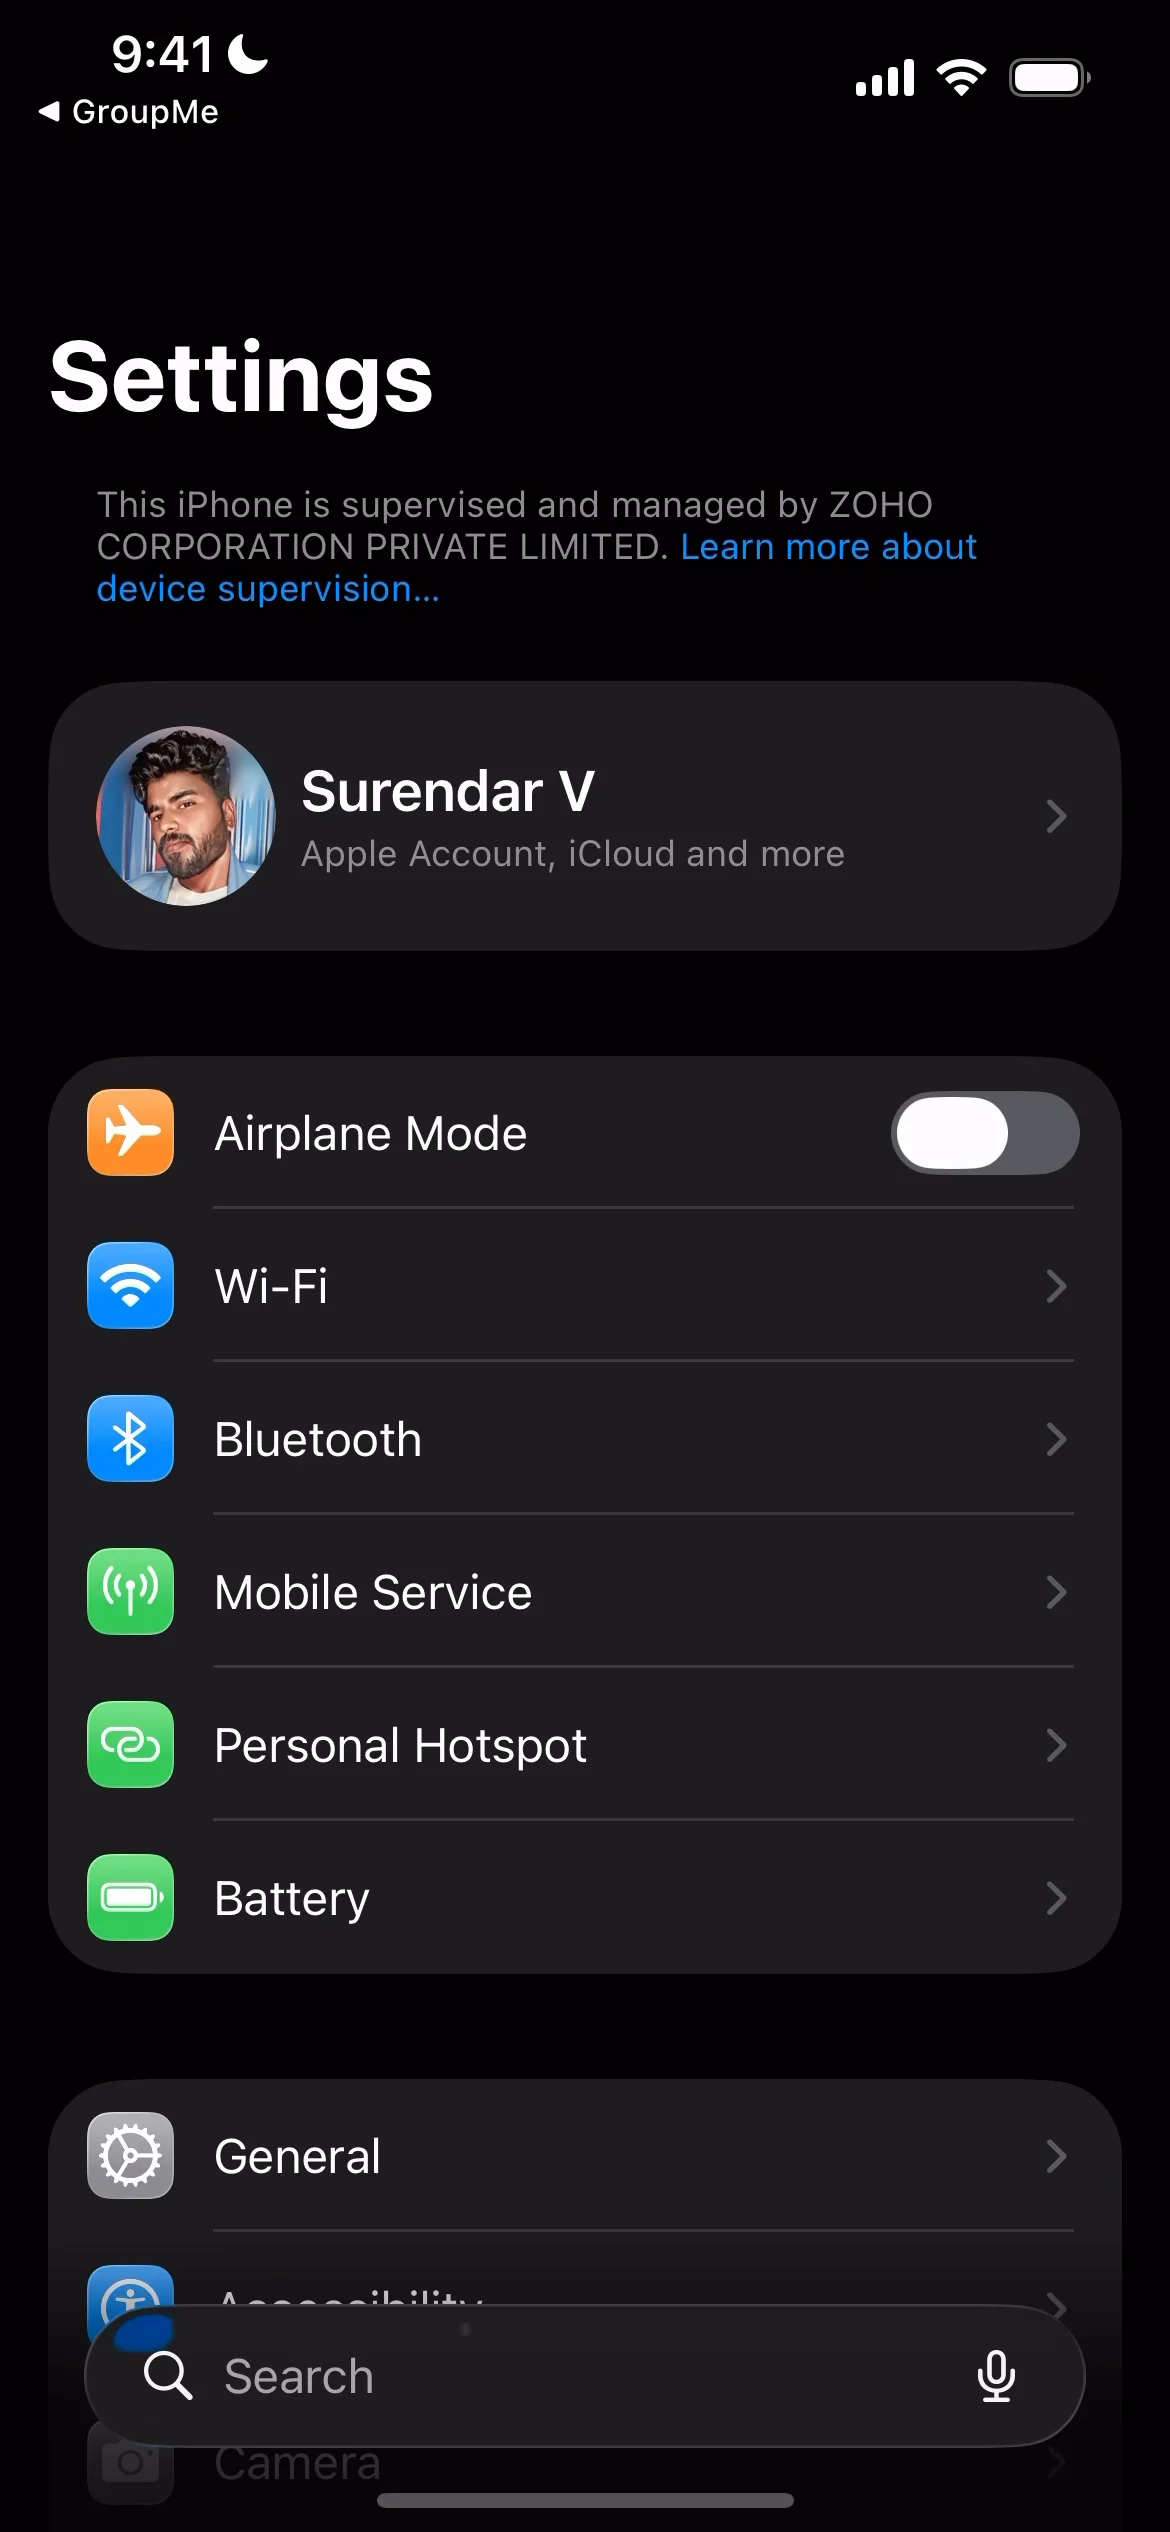 9:41
GroupMe
Settings
This iPhone is supervised and managed by ZOHO
CORPORATION PRIVATE LIMITED. Learn more about
device supervision...
Surendar V
Apple Account, iCloud and more
Airplane Mode
Wi-Fi
Bluetooth
Mobile Service
Personal Hotspot
Battery
General
Accessibility
Search
Camera